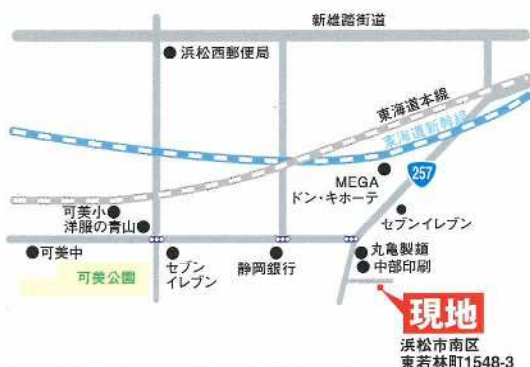 新雄踏街道
浜松西郵便局
東海道本線
東海道新幹線
257
MEGA
ドン・キホーテ
セブンイレブン
可美小
洋服の青山
可美中
セブン
イレブン
静岡銀行
丸亀製麺
中部印刷
可美公園
現地
浜松市南区
東若林町1548-3